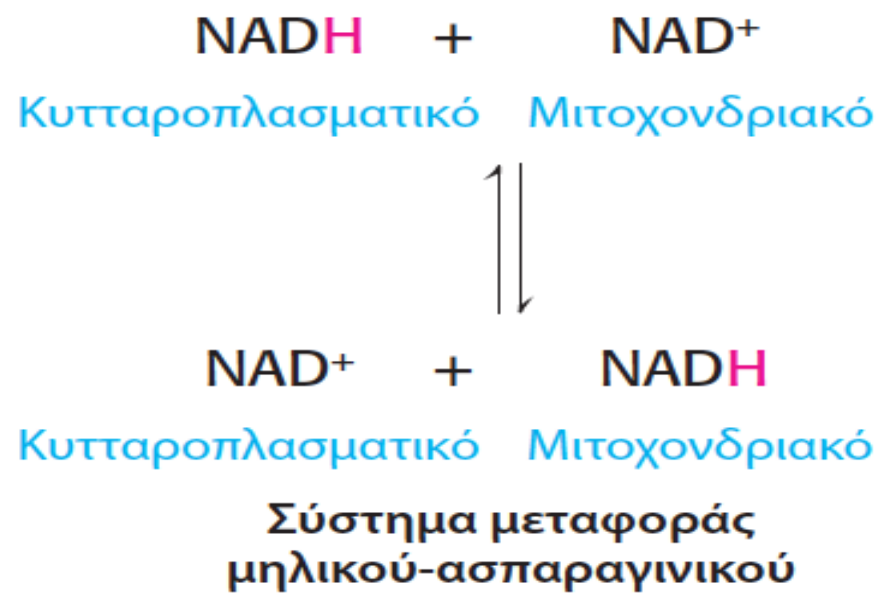 NADH + NAD⁺
Κυτταροπλασματικό Μιτοχονδριακό
NAD⁺ + NADH
Κυτταροπλασματικό Μιτοχονδριακό
Σύστημα μεταφοράς
μηλικού-ασπαραγινικού